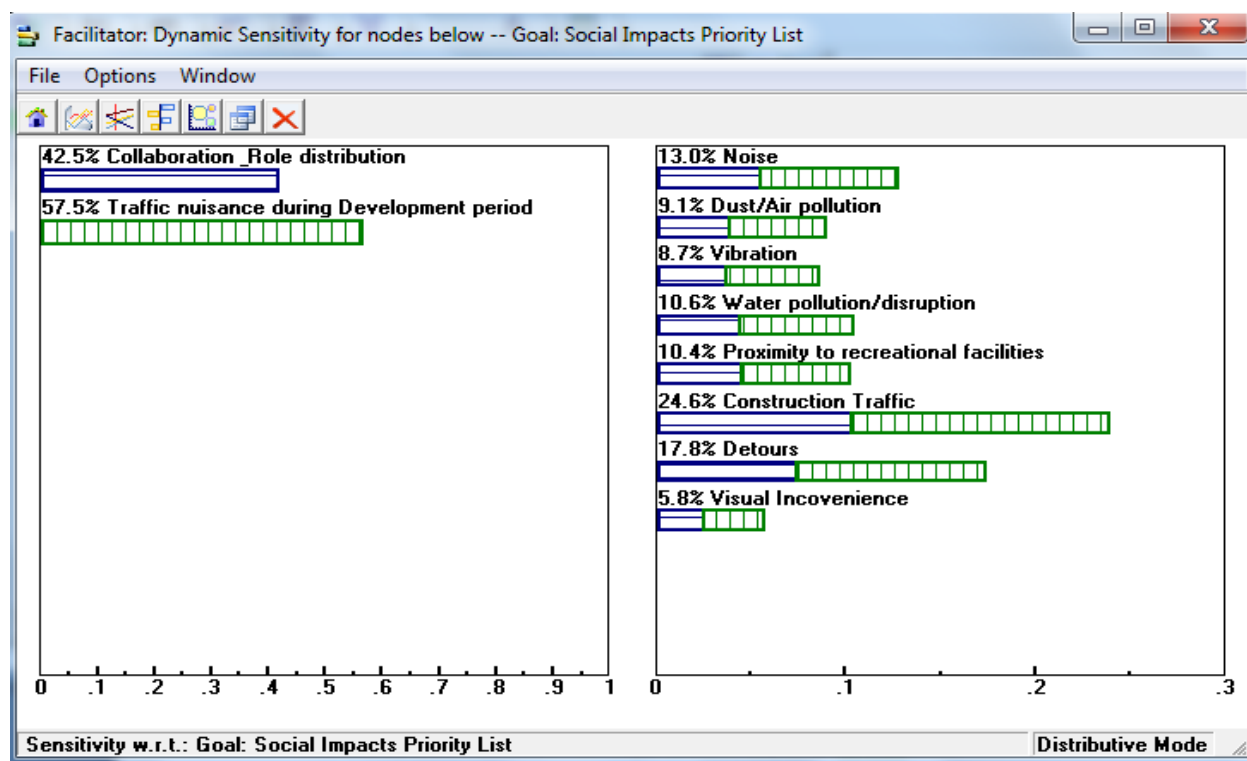 Facilitator: Dynamic Sensitivity for nodes below -- Goal: Social Impacts Priority List
File Options Window
42.5% Collaboration _Role distribution
57.5% Traffic nuisance during Development period
0 .1 .2 .3 .4 .5 .6 .7 .8 .9 1
13.0% Noise
9.1% Dust/Air pollution
8.7% Vibration
10.6% Water pollution/disruption
10.4% Proximity to recreational facilities
24.6% Construction Traffic
17.8% Detours
5.8% Visual Incovenience
0 .1 .2 .3
Sensitivity w.r.t.: Goal: Social Impacts Priority List
Distributive Mode